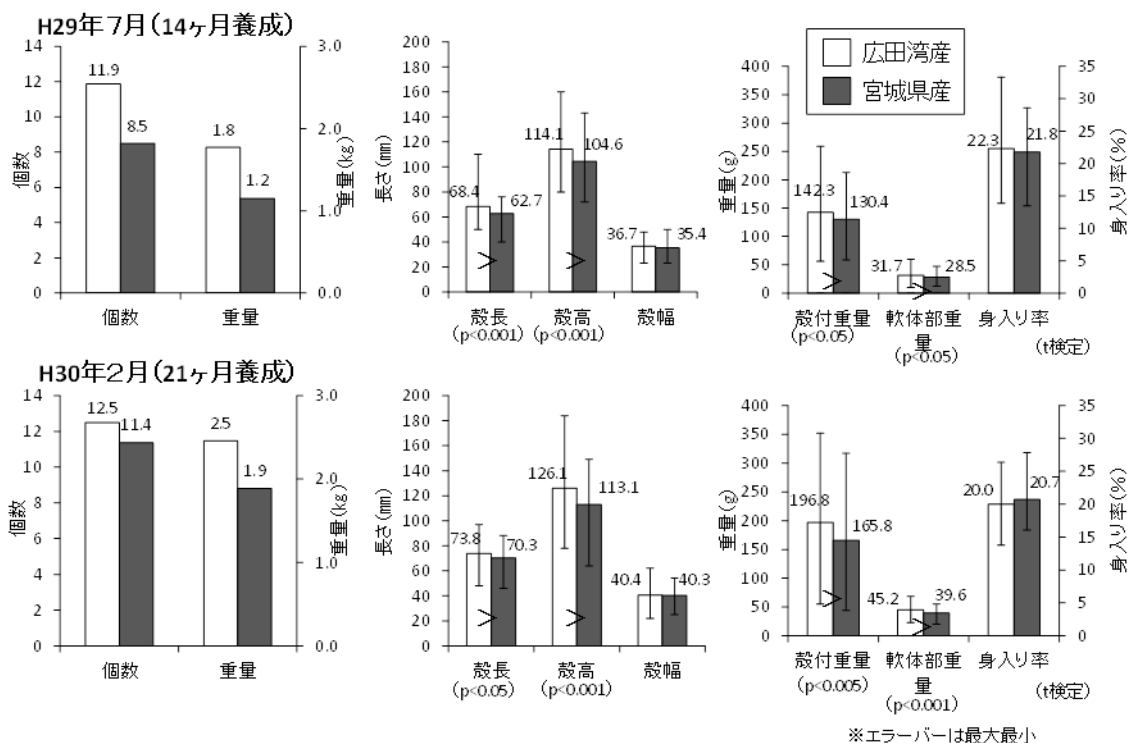 H29年7月(14ヶ月養成)
14
12
10
8
6
4
2
0
個数
11.9
8.5
1.8
1.2
3.0
2.0
1.0
0.0
重量(kg)
個数
重量
200
180
160
140
120
100
80
60
40
20
0
長さ(mm)
68.4
62.7
114.1
104.6
36.7
35.4
>
>
殻長
(p<0.001)
殻高
(p<0.001)
殻幅
広田湾産
宮城県産
400
350
300
250
200
150
100
50
0
重量(g)
142.3
130.4
31.7
28.5
22.3
21.8
>
>
35
30
25
20
15
10
5
0
身入り率(%)
殻付重量
(p<0.05)
軟体部重
量
(p<0.05)
身入り率
(t検定)
H30年2月(21ヶ月養成)
14
12
10
8
6
4
2
0
個数
12.5
11.4
2.5
1.9
3.0
2.0
1.0
0.0
重量(kg)
個数
重量
200
180
160
140
120
100
80
60
40
20
0
長さ(mm)
73.8
70.3
126.1
113.1
40.4
40.3
>
>
殻長
(p<0.05)
殻高
(p<0.001)
殻幅
400
350
300
250
200
150
100
50
0
重量(g)
196.8
165.8
45.2
39.6
20.0
20.7
>
>
35
30
25
20
15
10
5
0
身入り率(%)
殻付重量
(p<0.005)
軟体部重
量
(p<0.001)
身入り率
(t検定)
※エラーバーは最大最小